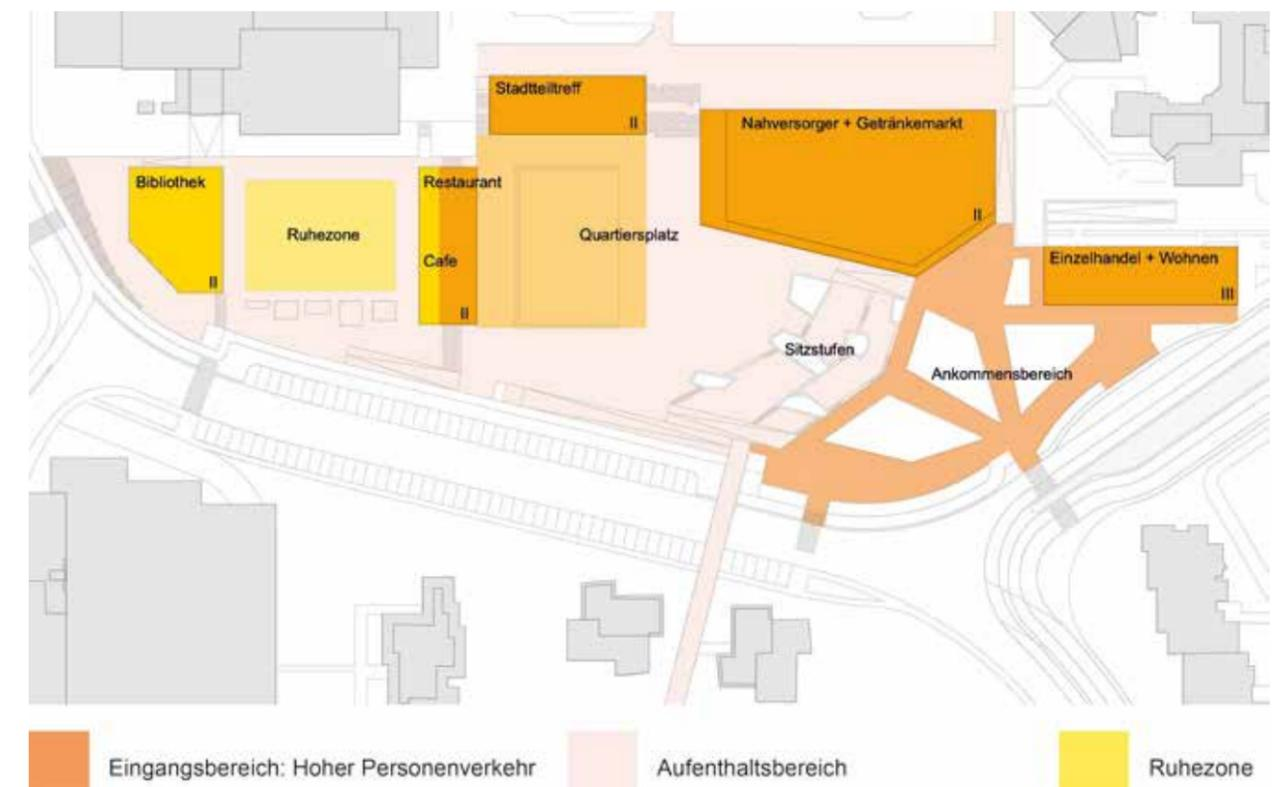 Stadtteiltreff
II
Nahversorger + Getränkemarkt
II
Bibliothek
II
Ruhezone
Restaurant
Cafe
II
Quartiersplatz
Einzelhandel + Wohnen
III
Sitzstufen
Ankommensbereich
Eingangsbereich: Hoher Personenverkehr
Aufenthaltsbereich
Ruhezone